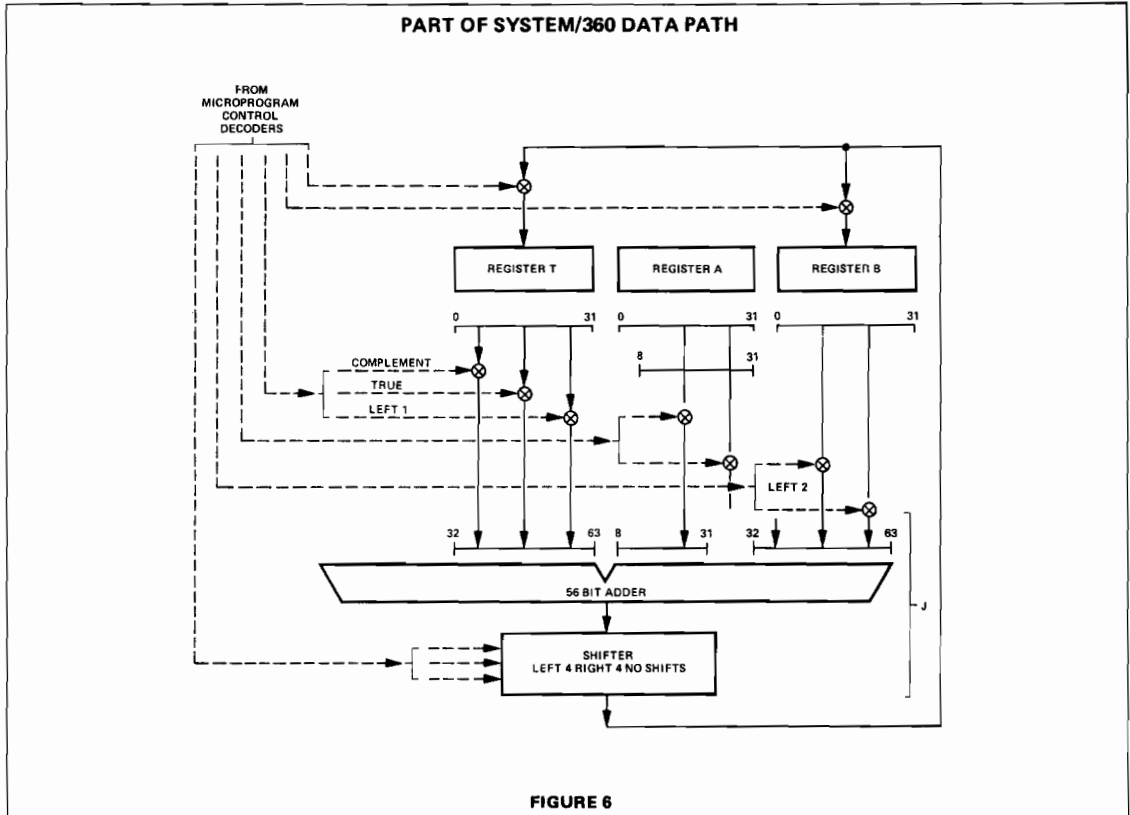 PART OF SYSTEM/360 DATA PATH
FROM
MICROPROGRAM
CONTROL
DECODERS
REGISTER T
REGISTER A
REGISTER B
0 31
0 31
0 31
8 31
COMPLEMENT
TRUE
LEFT 1
LEFT 2
32 63
8 31
32 63
56 BIT ADDER
J
SHIFTER
LEFT 4 RIGHT 4 NO SHIFTS
FIGURE 6